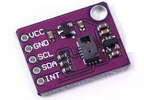 VCC
GND
SCL
SDA
INT